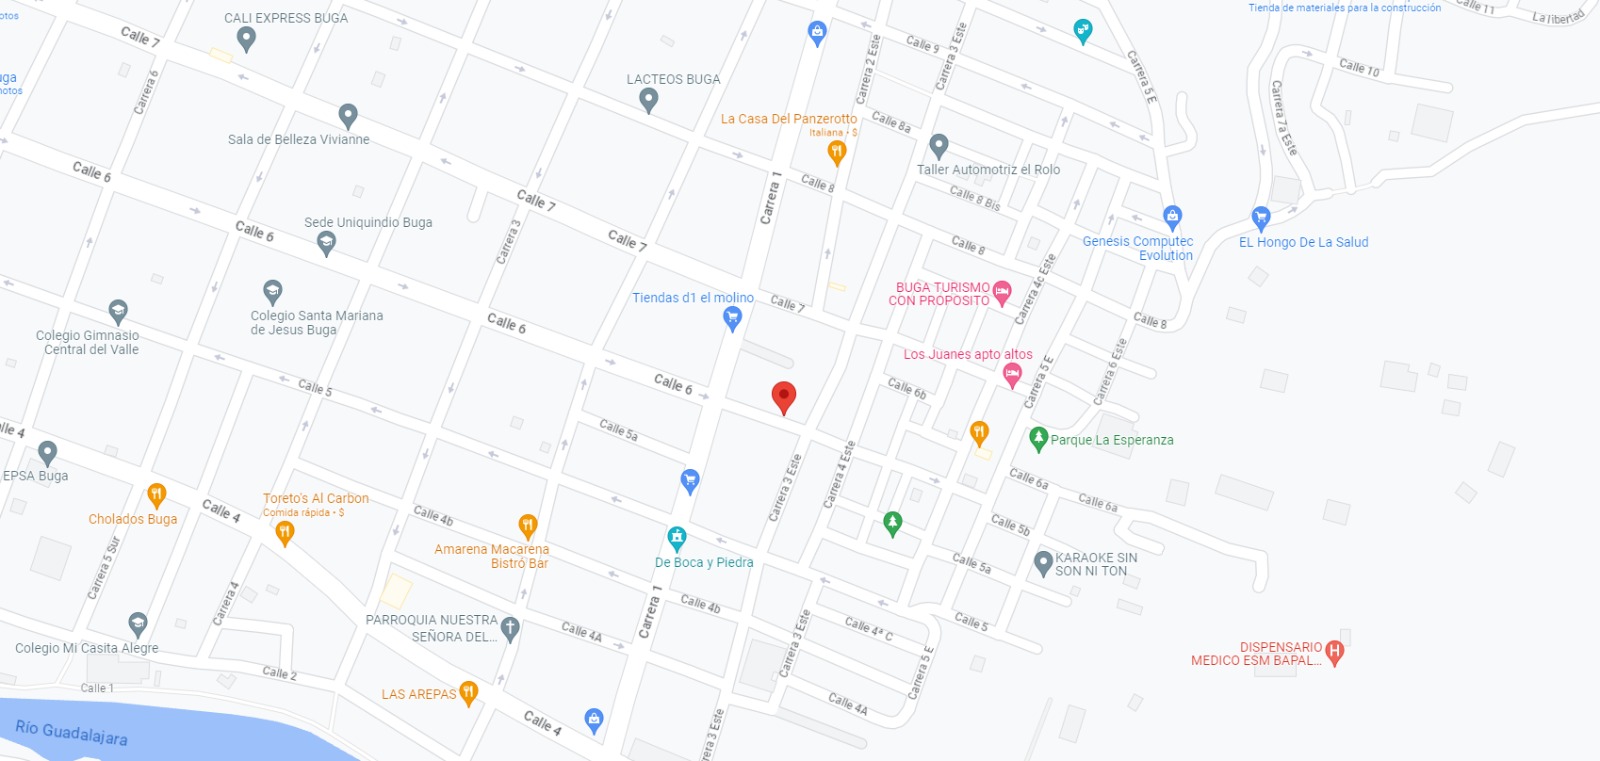 otos
CALI EXPRESS BUGA
Tienda de materiales para la construcción
Calle 11
La libertad
Calle 7
Calle 9
Carrera 3 Este
Carrera 2 Este
Carrera 5 E
Calle 10
uga
notos
Carrera 6
LACTEOS BUGA
La Casa Del Panzerotto
Italiana • $
Calle 8a
Carrera 7a Este
Sala de Belleza Vivianne
Taller Automotriz el Rolo
Calle 6
Calle 7
Carrera 1
Calle 8
Calle 8 Bis
Sede Uniquindio Buga
Calle 6
Carrera 3
Calle 7
Calle 8
Genesis Computec
Evolution
EL Hongo De La Salud
Colegio Santa Mariana
de Jesus Buga
Tiendas d1 el molino
Calle 7
BUGA TURISMO
CON PROPOSITO
Carrera 4c Este
Calle 8
Colegio Gimnasio
Central del Valle
Calle 6
Los Juanes apto altos
Carrera 6 Este
Calle 5
Calle 6
Calle 6b
Carrera 5 E
lle 4
Calle 5a
Parque La Esperanza
EPSA Buga
Carrera 3 Este
Carrera 4 Este
Calle 6a
Calle 6a
Cholados Buga
Calle 4
Toreto's Al Carbon
Comida rápida • $
Calle 4b
Calle 5b
Amarena Macarena
Bistró Bar
De Boca y Piedra
Calle 5a
KARAOKE SIN
SON NI TON
Carrera 5 Sur
Carrera 4
PARROQUIA NUESTRA
SEÑORA DEL...
Carrera 1
Calle 4b
Calle 4A
Carrera 3 Este
Calle 4ª C
Calle 5
Colegio Mi Casita Alegre
Calle 2
Calle 1
Carrera 5 E
DISPENSARIO
MEDICO ESM BAPAL...
LAS AREPAS
Calle 4
Calle 4A
rera 3 Este
Río Guadalajara